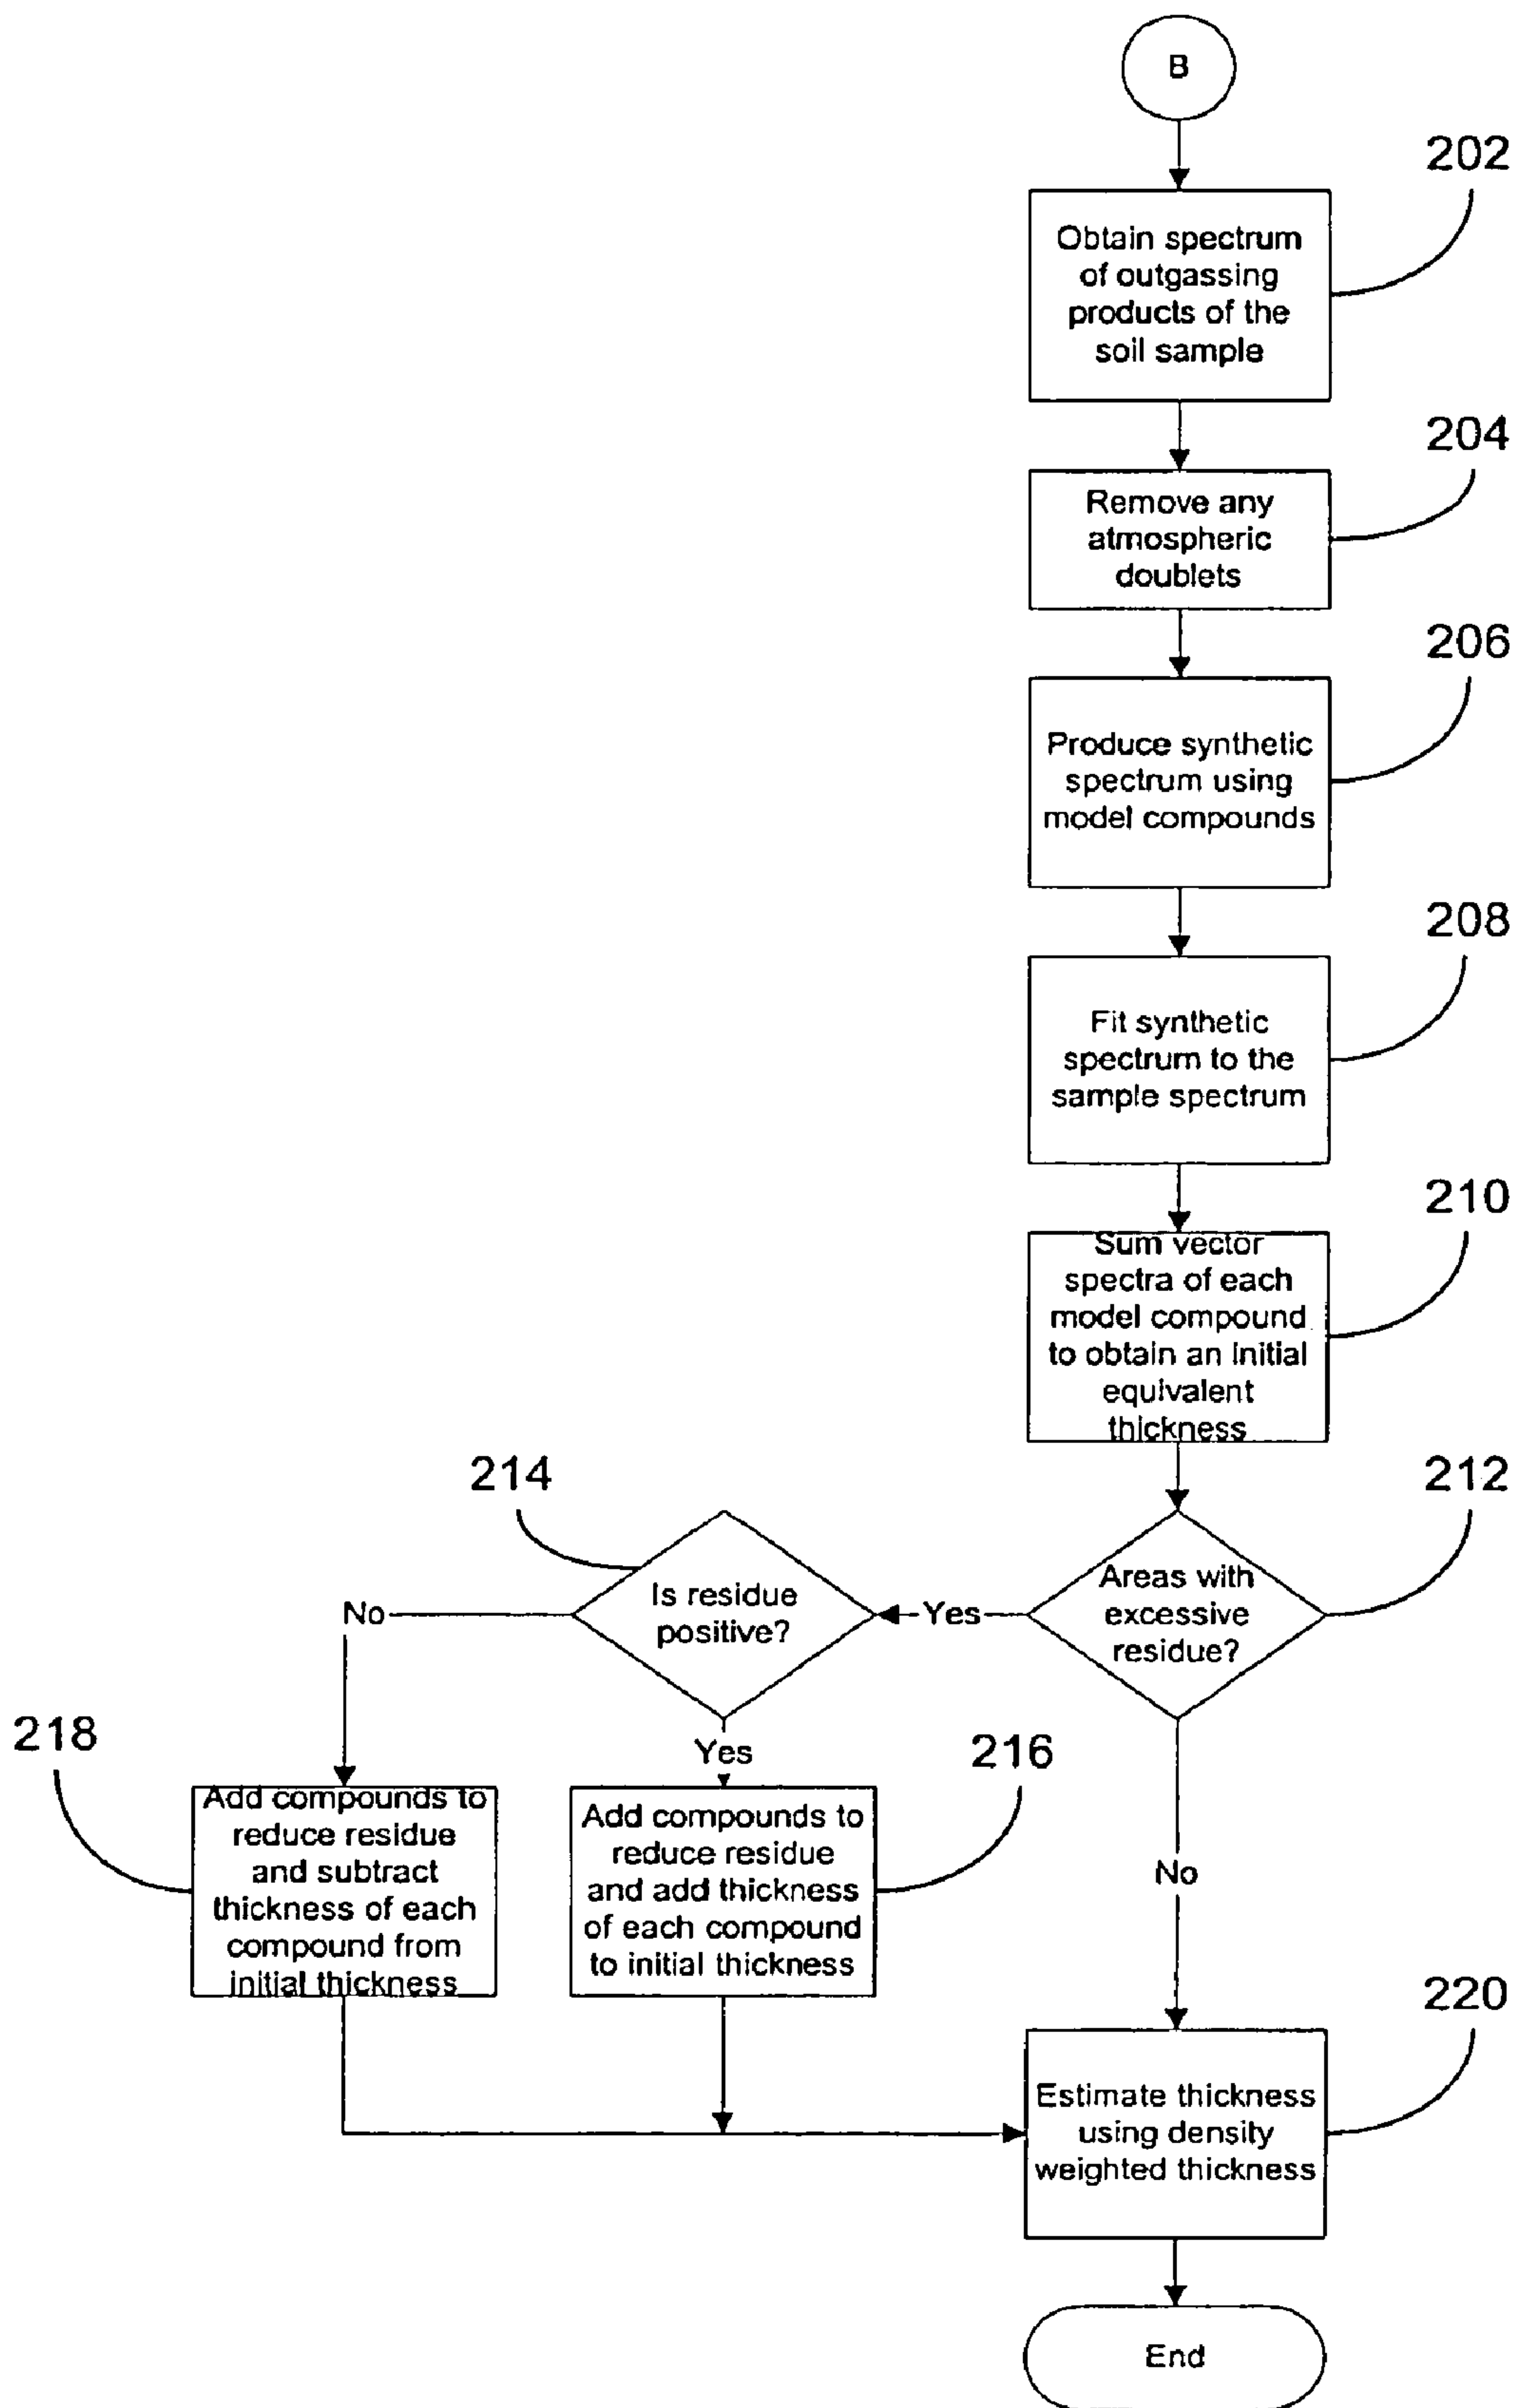 B
202
Obtain spectrum
of outgassing
products of the
soil sample
204
Remove any
atmospheric
doublets
206
Produce synthetic
spectrum using
model compounds
208
Fit synthetic
spectrum to the
sample spectrum
210
Sum vector
spectra of each
model compound
to obtain an initial
equivalent
thickness
212
Areas with
excessive
residue?
Yes
214
Is residue
positive?
No
Yes
No
218
Add compounds to
reduce residue
and subtract
thickness of each
compound from
initial thickness
216
Add compounds to
reduce residue
and add thickness
of each compound
to initial thickness
220
Estimate thickness
using density
weighted thickness
End